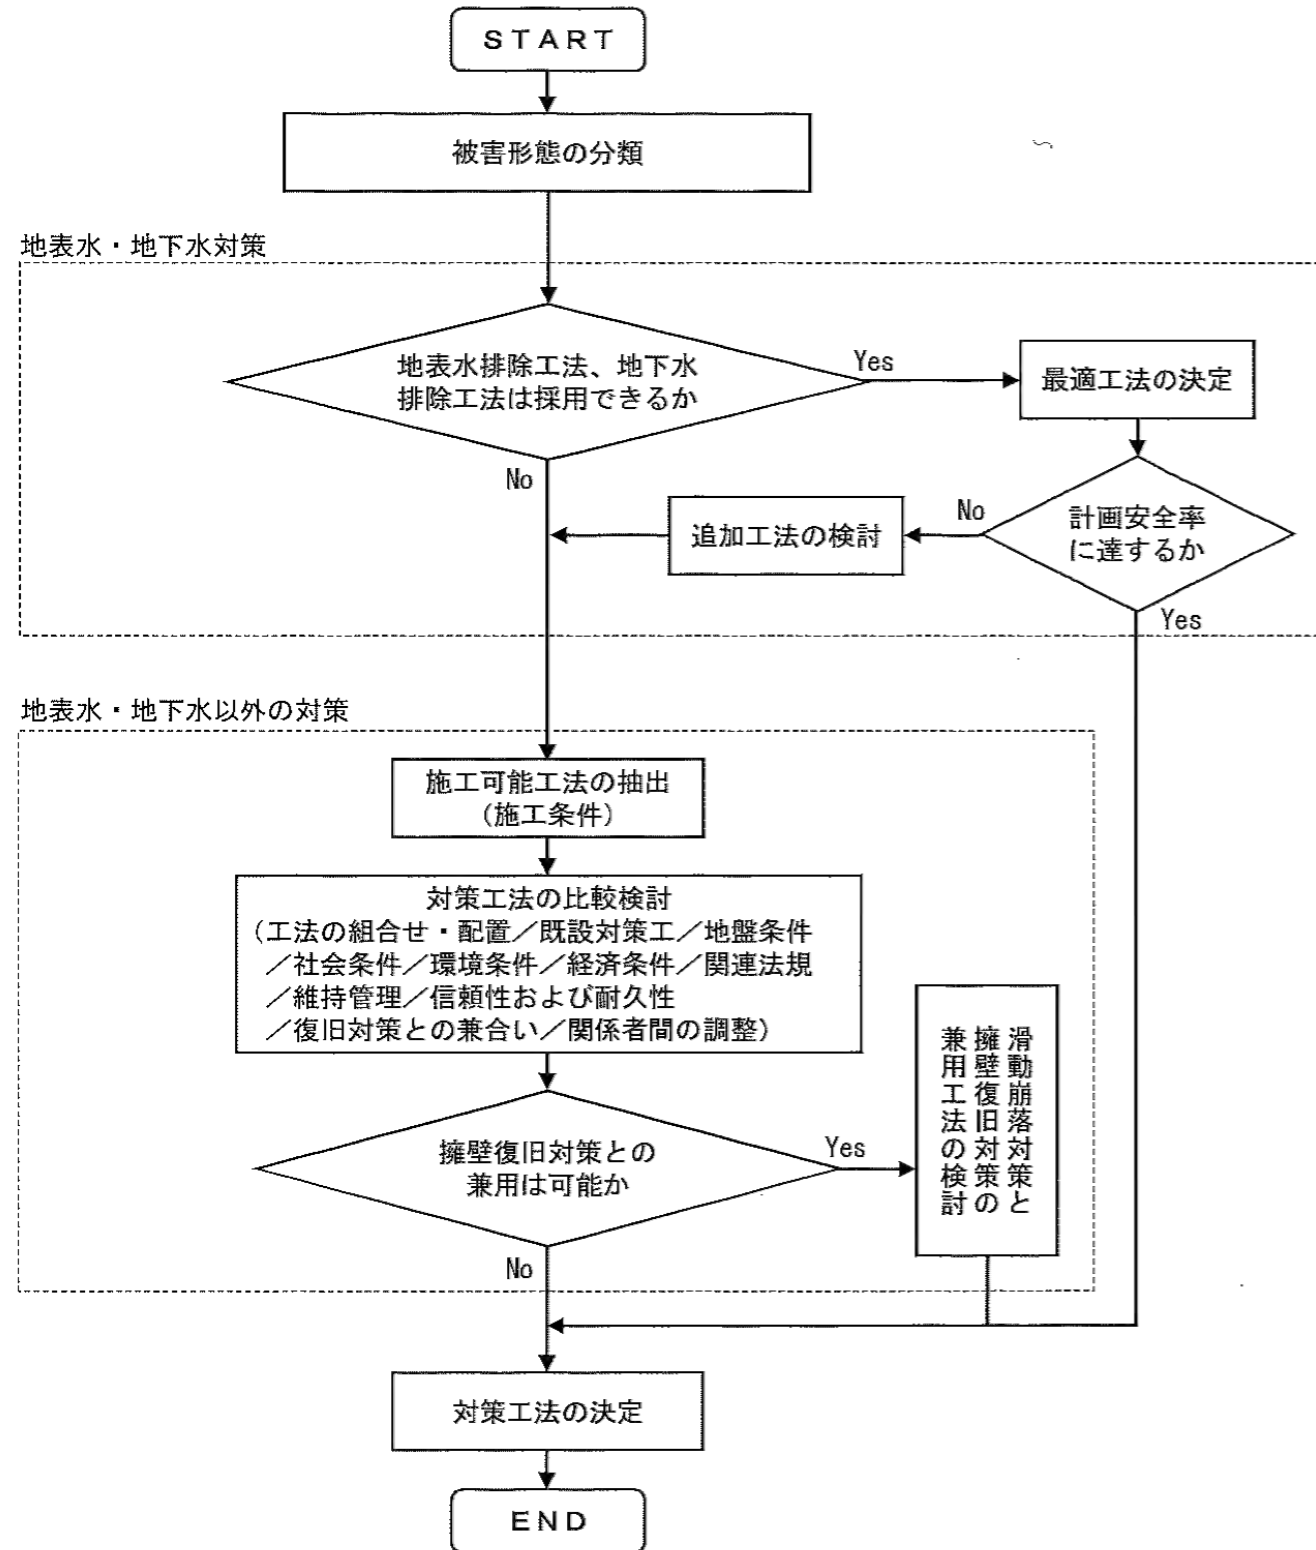 START
被害形態の分類
地表水・地下水対策
地表水排除工法、地下水
排除工法は採用できるか
Yes
最適工法の決定
No
追加工法の検討
No
計画安全率
に達するか
Yes
地表水・地下水以外の対策
施工可能工法の抽出
（施工条件）
対策工法の比較検討
（工法の組合せ・配置／既設対策工／地盤条件
／社会条件／環境条件／経済条件／関連法規
／維持管理／信頼性および耐久性
／復旧対策との兼合い／関係者間の調整）
擁壁復旧対策との
兼用は可能か
Yes
滑動崩落対策と
擁壁復旧対策の
兼用工法の検討
No
対策工法の決定
END